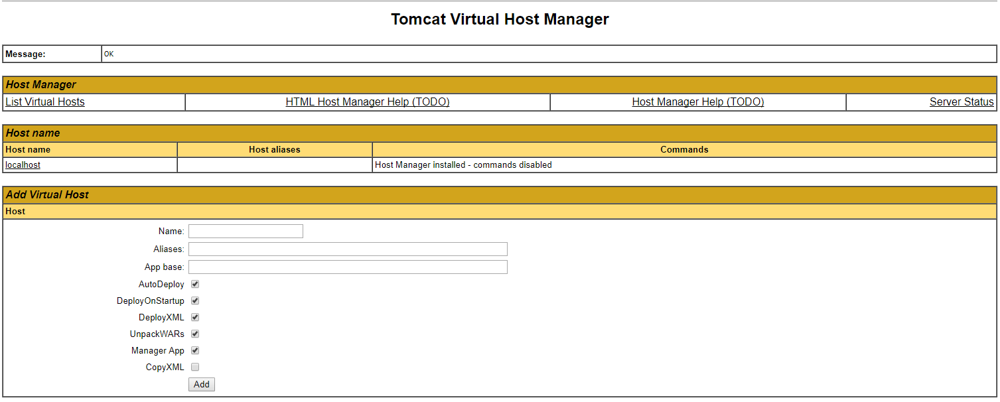 Tomcat Virtual Host Manager
Message: OK
Host Manager
List Virtual Hosts HTML Host Manager Help (TODO) Host Manager Help (TODO) Server Status
Host name
Host name Host aliases Commands
localhost Host Manager installed - commands disabled
Add Virtual Host
Host
Name:
Aliases:
App base:
AutoDeploy
DeployOnStartup
DeployXML
UnpackWARs
Manager App
CopyXML
Add